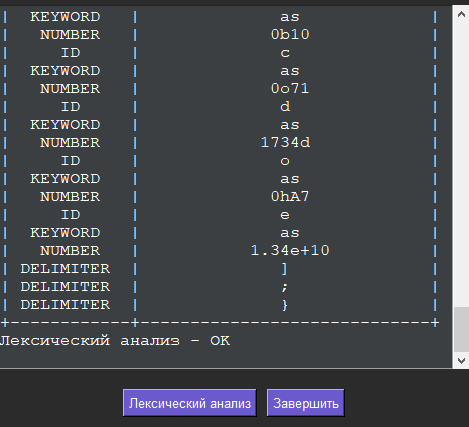 | KEYWORD | as |
| NUMBER | 0b10 |
| ID | c |
| KEYWORD | as |
| NUMBER | 0o71 |
| ID | d |
| KEYWORD | as |
| NUMBER | 1734d |
| ID | o |
| KEYWORD | as |
| NUMBER | 0hA7 |
| ID | e |
| KEYWORD | as |
| NUMBER | 1.34e+10 |
| DELIMITER | ] |
| DELIMITER | ; |
| DELIMITER | } |
+------------+-----------------------------+
Лексический анализ - ОК
Лексический анализ Завершить